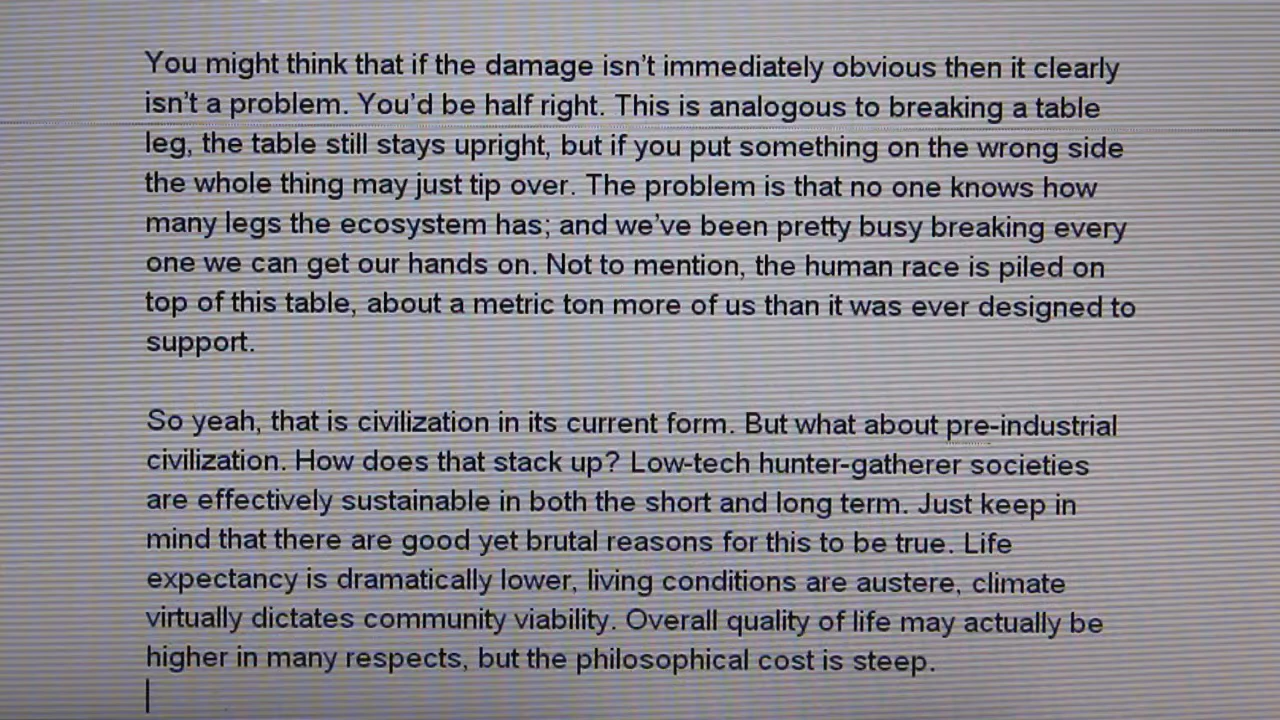 You might think that if the damage isn’t immediately obvious then it clearly
isn’t a problem. You’d be half right. This is analogous to breaking a table
leg, the table still stays upright, but if you put something on the wrong side
the whole thing may just tip over. The problem is that no one knows how
many legs the ecosystem has; and we’ve been pretty busy breaking every
one we can get our hands on. Not to mention, the human race is piled on
top of this table, about a metric ton more of us than it was ever designed to
support.
So yeah, that is civilization in its current form. But what about pre-industrial
civilization. How does that stack up? Low-tech hunter-gatherer societies
are effectively sustainable in both the short and long term. Just keep in
mind that there are good yet brutal reasons for this to be true. Life
expectancy is dramatically lower, living conditions are austere, climate
virtually dictates community viability. Overall quality of life may actually be
higher in many respects, but the philosophical cost is steep.